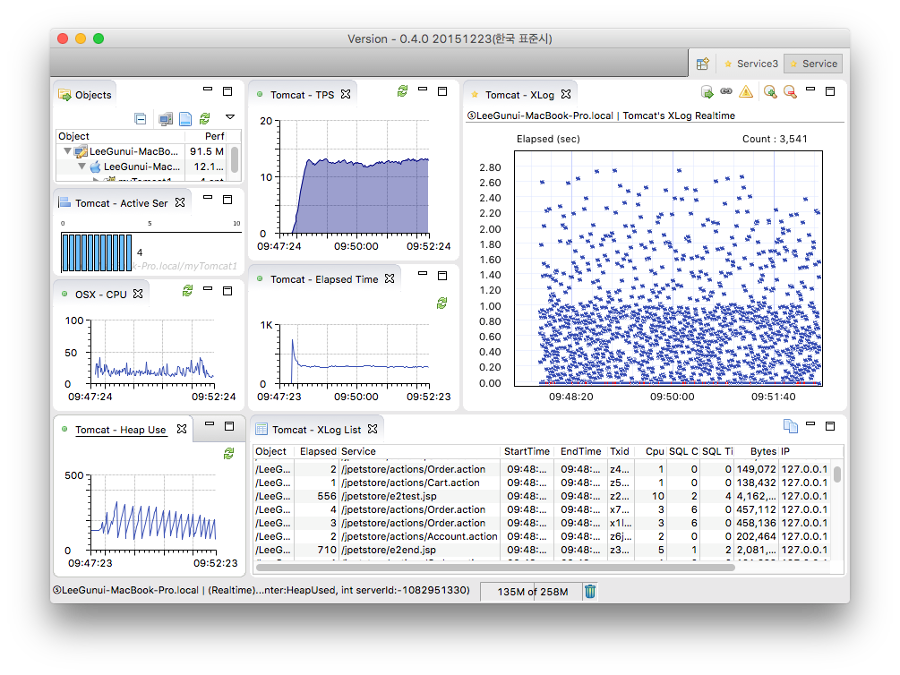 Version - 0.4.0 20151223(한국 표준시)
Service3 Service
Objects
Object Perf
LeeGunui-MacBo... 91.5 M
LeeGunui-Mac... 12.1...
Tomcat - Active Ser
0 5 10
4
k-Pro.local/myTomcat1
OSX - CPU
100
50
0
09:47:24 09:52:24
Tomcat - Heap Use
500
0
09:47:23 09:52:23
Tomcat - TPS
20
10
0
09:47:24 09:50:00 09:52:24
Tomcat - Elapsed Time
1K
0
09:47:23 09:50:00 09:52:23
Tomcat - XLog
ⓢLeeGunui-MacBook-Pro.local | Tomcat's XLog Realtime
Elapsed (sec) Count : 3,541
2.80
2.60
2.40
2.20
2.00
1.80
1.60
1.40
1.20
1.00
0.80
0.60
0.40
0.20
0.00
09:48:20 09:50:00 09:51:40
Tomcat - XLog List
Object Elapsed Service StartTime EndTime Txid Cpu SQL C SQL Ti Bytes IP
/LeeG... 2 /jpetstore/actions/Order.action 09:48:... 09:48:... z4... 1 0 0 149,072 127.0.0.1
/LeeG... 1 /jpetstore/actions/Cart.action 09:48:... 09:48:... z5... 1 0 0 138,432 127.0.0.1
/LeeG... 556 /jpetstore/e2test.jsp 09:48:... 09:48:... z2... 10 2 4 4,162,... 127.0.0.1
/LeeG... 4 /jpetstore/actions/Order.action 09:48:... 09:48:... x7... 3 6 0 457,112 127.0.0.1
/LeeG... 3 /jpetstore/actions/Order.action 09:48:... 09:48:... x1l... 3 6 0 458,136 127.0.0.1
/LeeG... 2 /jpetstore/actions/Account.action 09:48:... 09:48:... z6j... 2 0 0 202,464 127.0.0.1
/LeeG... 710 /jpetstore/e2end.jsp 09:48:... 09:48:... z3... 5 1 2 2,081,... 127.0.0.1
ⓢLeeGunui-MacBook-Pro.local | (Realtime)...nter:HeapUsed, int serverId:-1082951330) 135M of 258M